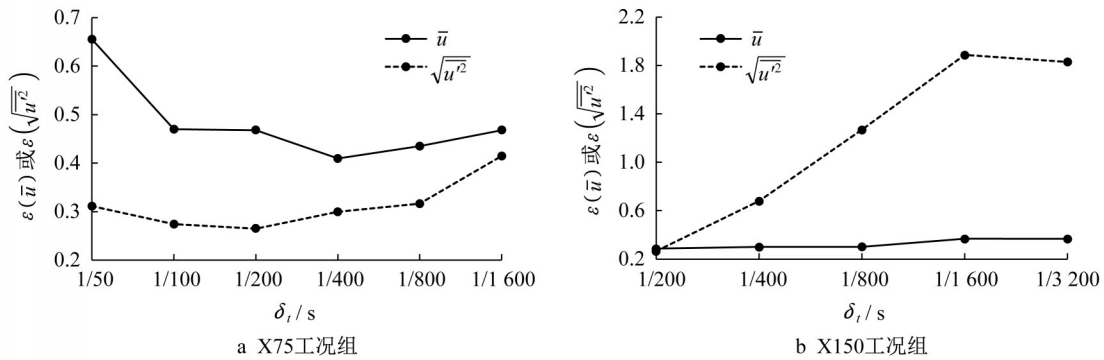 0.7
0.6
0.5
0.4
0.3
0.2
ε(u̅)或ε(√u′²)
u̅
√u′²
1/50 1/100 1/200 1/400 1/800 1/1 600
δₜ / s
a X75工况组
2.2
1.8
1.4
1.0
0.6
0.2
ε(u̅)或ε(√u′²)
u̅
√u′²
1/200 1/400 1/800 1/1 600 1/3 200
δₜ / s
b X150工况组